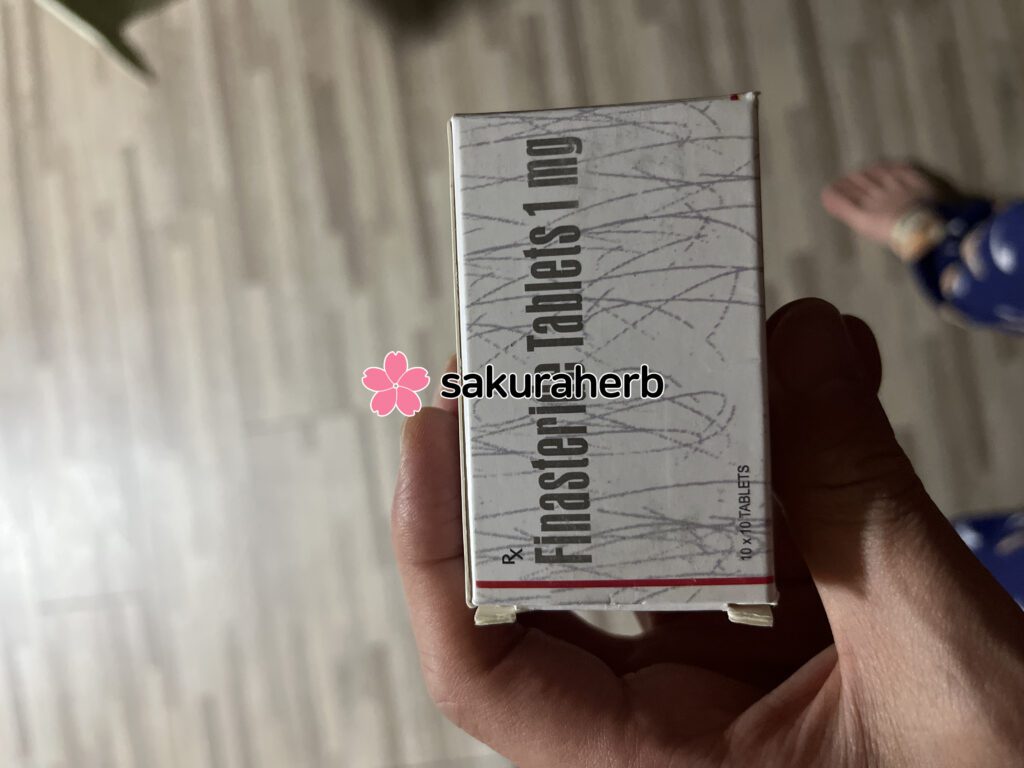 Rx
Finasteride Tablets 1 mg
10 x 10 TABLETS
sakuraherb